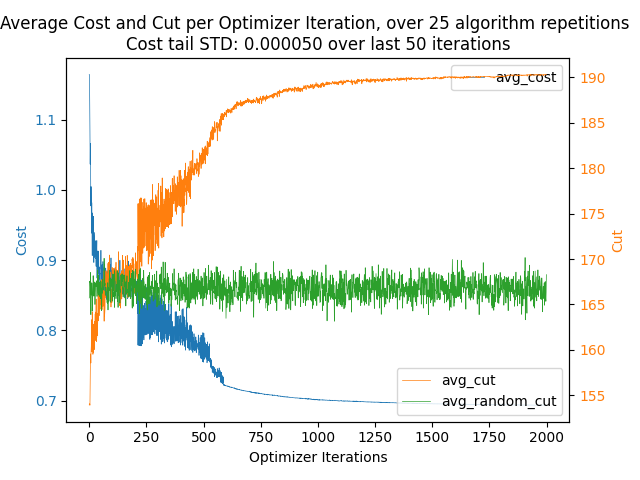 Average Cost and Cut per Optimizer Iteration, over 25 algorithm repetitions
Cost tail STD: 0.000050 over last 50 iterations
avg_cost
1.1
1.0
0.9
0.8
0.7
Cost
190
185
180
175
170
165
160
155
Cut
avg_cut
avg_random_cut
0
250
500
750
1000
1250
1500
1750
2000
Optimizer Iterations